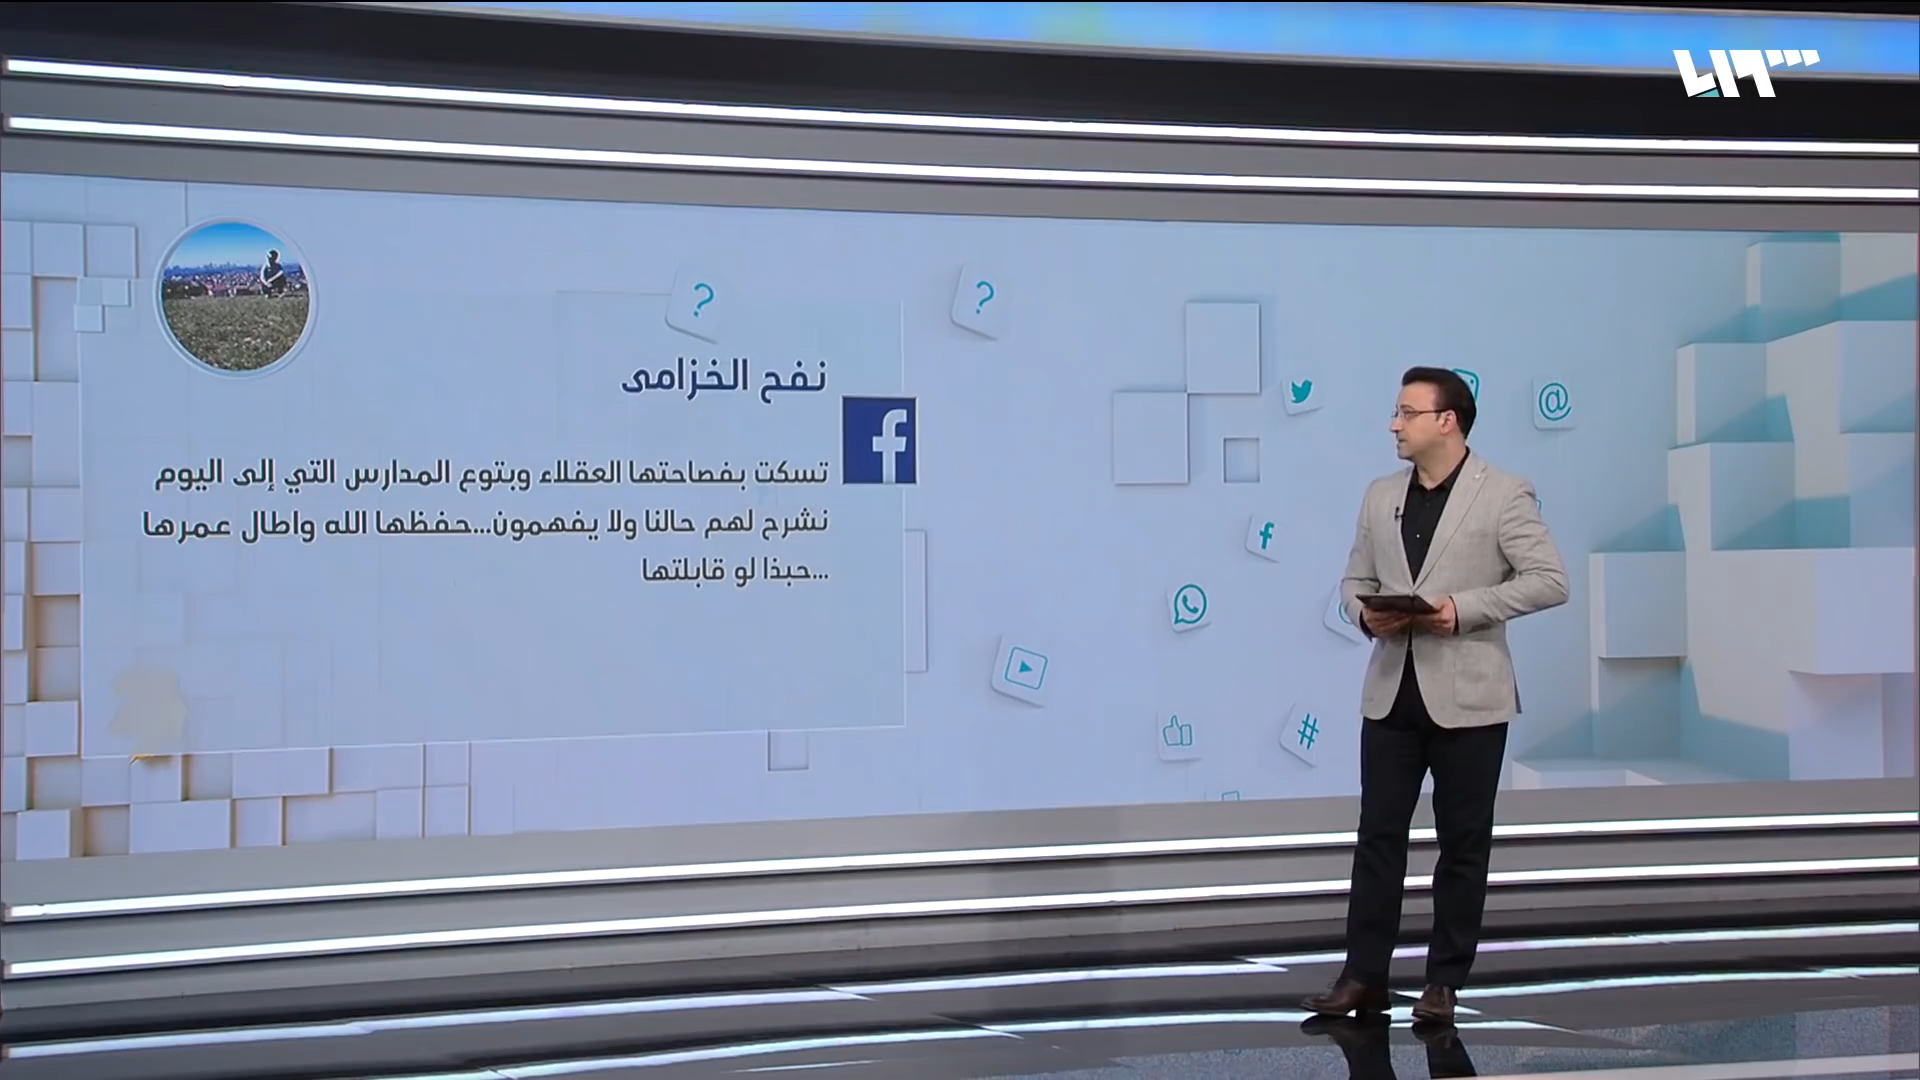 سوريا
نفح الخزامى
تسكت بفصاحتها العقلاء وبتوع المدارس التي إلى اليوم
نشرح لهم حالنا ولا يفهمون...حفظها الله واطال عمرها
...حبذا لو قابلتها